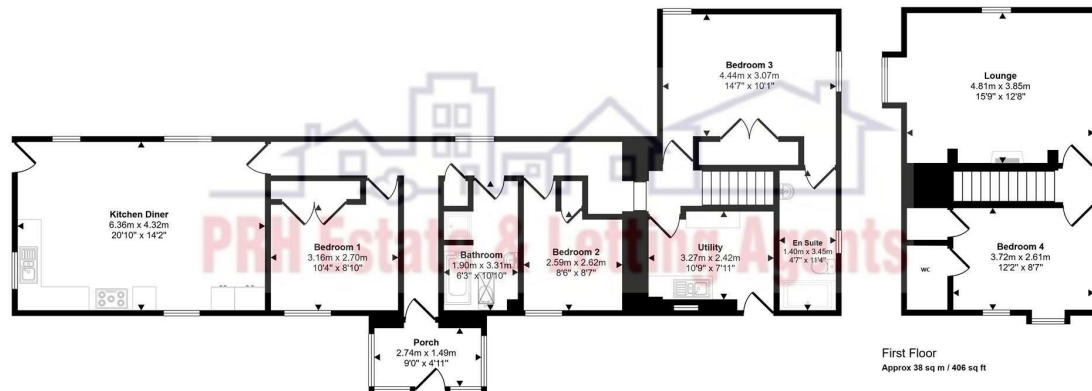 Bedroom 3
4.44m x 3.07m
14'7" x 10'1"
Lounge
4.81m x 3.85m
15'9" x 12'8"
Kitchen Diner
6.36m x 4.32m
20'10" x 14'2"
Bedroom 1
3.16m x 2.70m
10'4" x 8'10"
Bathroom
1.90m x 3.31m
6'3" x 10'10"
Bedroom 2
2.59m x 2.62m
8'6" x 8'7"
Utility
3.27m x 2.42m
10'9" x 7'11"
En Suite
1.40m x 3.45m
4'7" x 11'4"
Bedroom 4
3.72m x 2.61m
12'2" x 8'7"
WC
Porch
2.74m x 1.49m
9'0" x 4'11"
PRH Estate & Letting Agents
First Floor
Approx 38 sq m / 406 sq ft